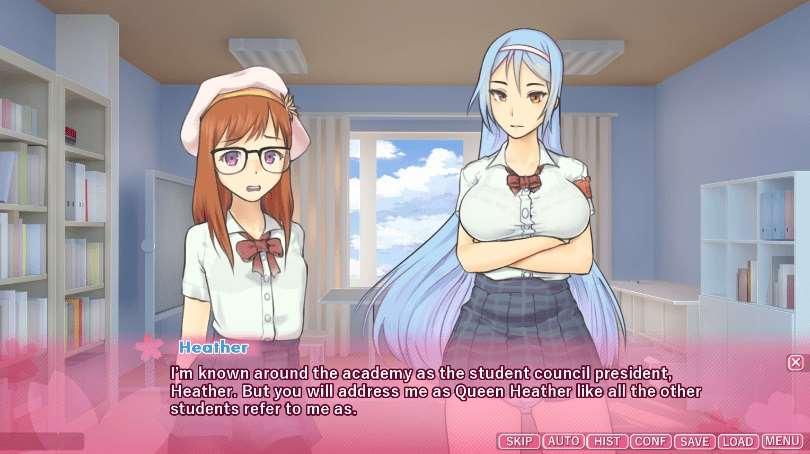 Heather
I'm known around the academy as the student council president,
Heather. But you will address me as Queen Heather like all the other
students refer to me as.
SKIP AUTO HIST CONF SAVE LOAD MENU